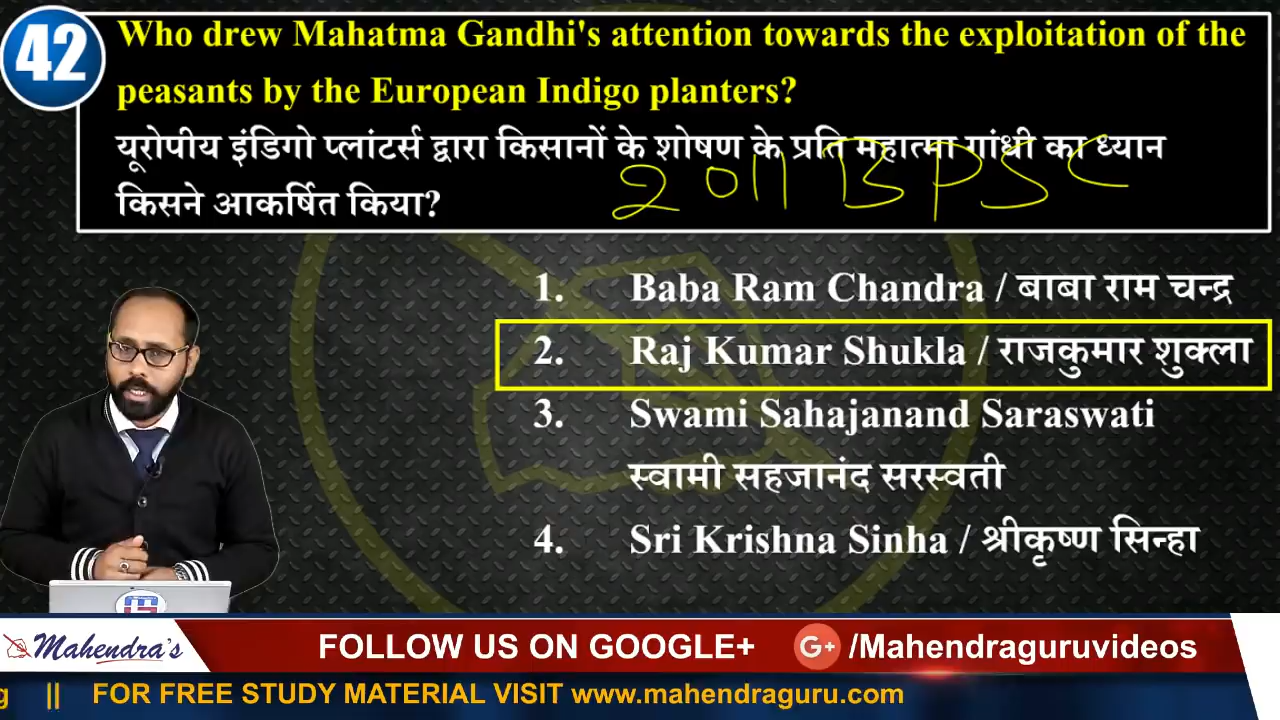 42
Who drew Mahatma Gandhi's attention towards the exploitation of the
peasants by the European Indigo planters?
यूरोपीय इंडिगो प्लांटर्स द्वारा किसानों के शोषण के प्रति महात्मा गांधी का ध्यान
किसने आकर्षित किया?
2011 BPSC
1. Baba Ram Chandra / बाबा राम चन्द्र
2. Raj Kumar Shukla / राजकुमार शुक्ला
3. Swami Sahajanand Saraswati
स्वामी सहजानंद सरस्वती
4. Sri Krishna Sinha / श्रीकृष्ण सिन्हा
Mahendra's
FOLLOW US ON GOOGLE+ G+ /Mahendraguruvideos
g || FOR FREE STUDY MATERIAL VISIT www.mahendraguru.com